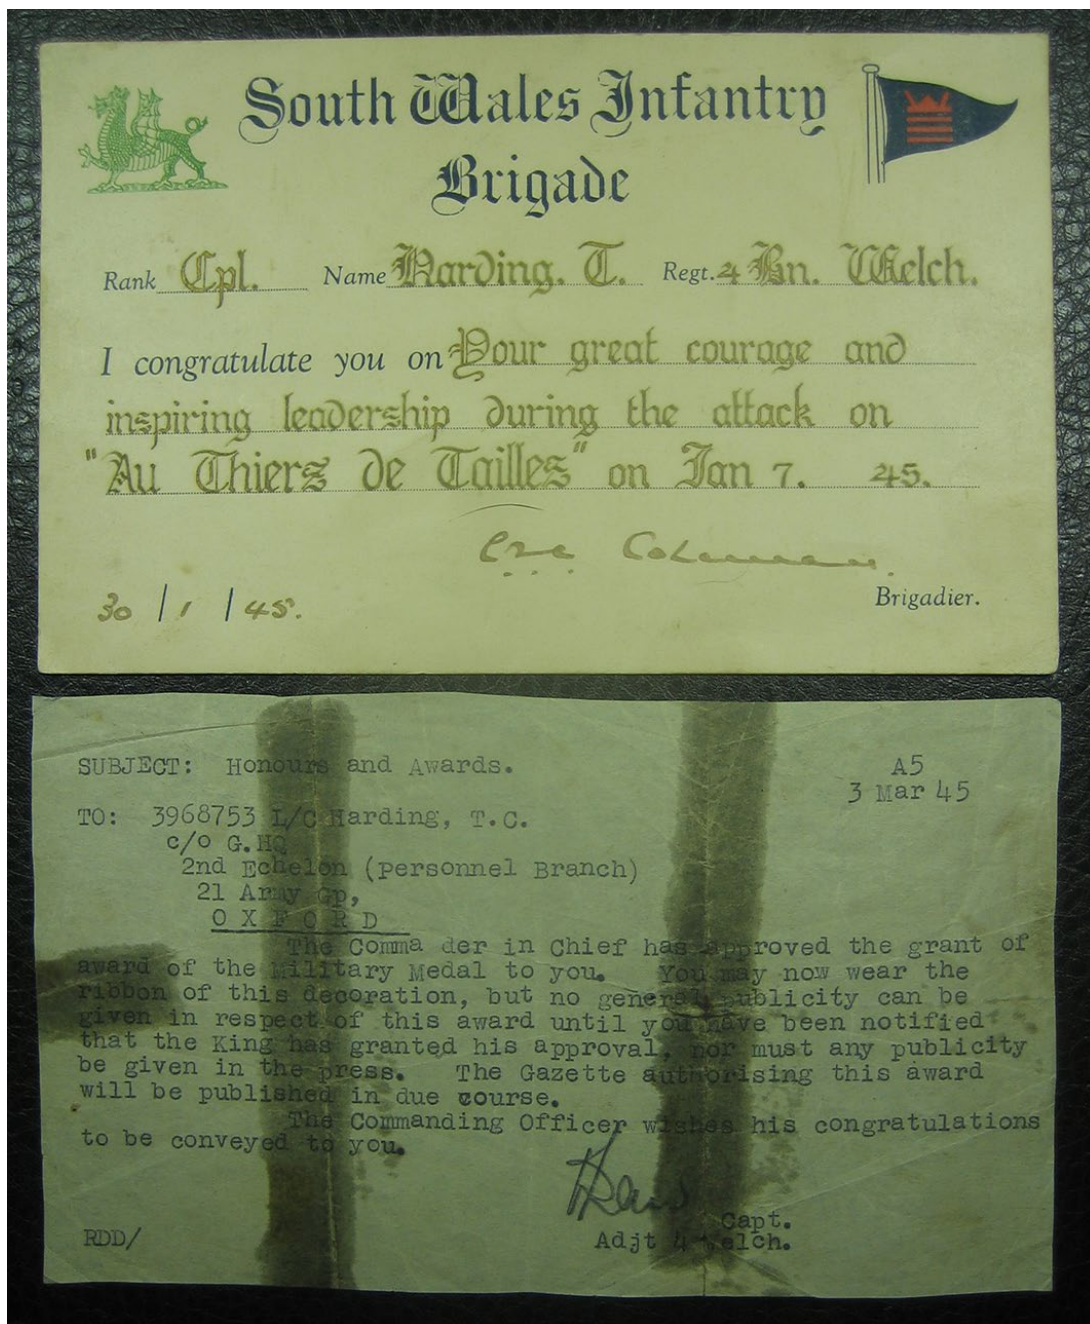 South Wales Infantry
Brigade
Rank Cpl. Name Harding. T. Regt. 4 Bn. Welch.
I congratulate you on Your great courage and
inspiring leadership during the attack on
"Au Thiers de Tailles" on Jan 7. 45.
Brigadier.
30/1/45.
SUBJECT: Honours and Awards.
A5
3 Mar 45
TO: 3968753 L/C Harding, T.C.
c/o G.HQ
2nd Echelon (personnel Branch)
21 Army Gp,
OXFORD
The Comma der in Chief has approved the grant of
award of the Military Medal to you. You may now wear the
ribbon of this decoration, but no general publicity can be
given in respect of this award until you have been notified
that the King has granted his approval, nor must any publicity
be given in the press. The Gazette authorising this award
will be published in due course.
The Commanding Officer wishes his congratulations
to be conveyed to you.
Capt.
RDD/
Adjt 4 Welch.